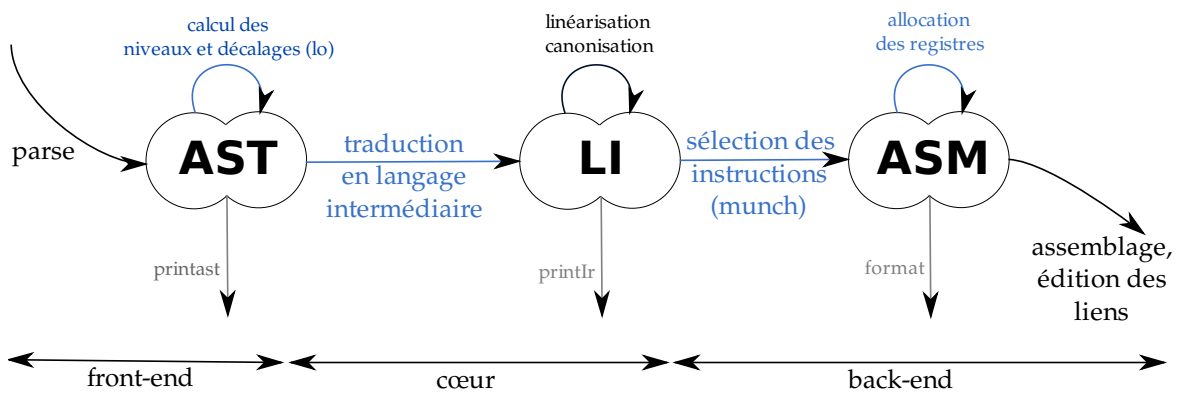 calcul des
niveaux et décalages (lo)
linéarisation
canonisation
allocation
des registres
parse
AST
traduction
en langage
intermédiaire
LI
sélection des
instructions
(munch)
ASM
assemblage,
édition des
liens
printast
printIr
format
front-end
cœur
back-end